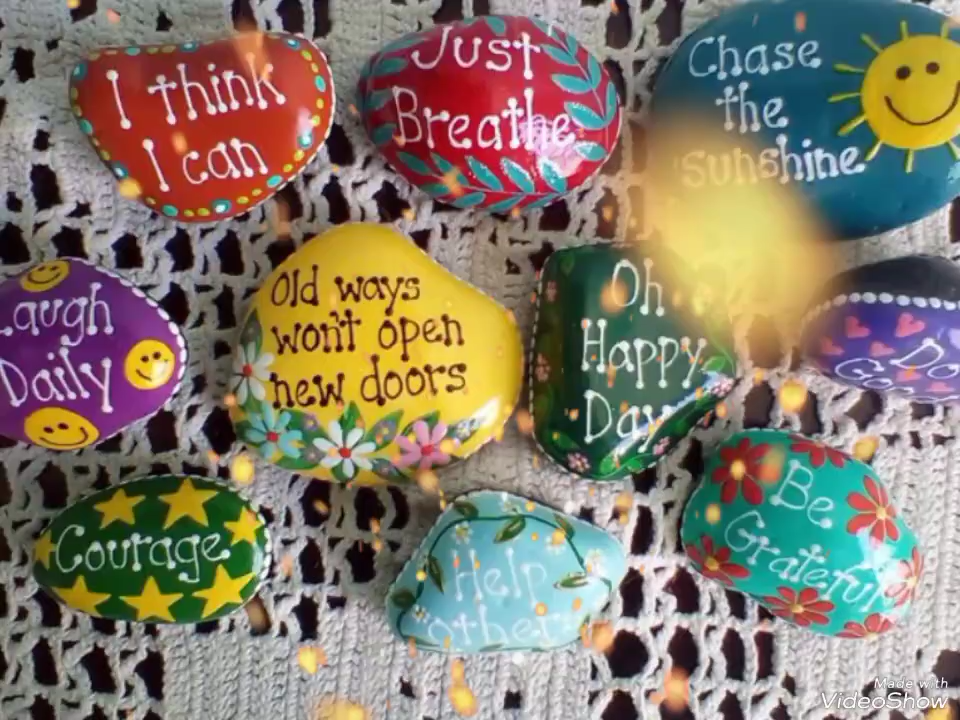 I think
I can
Just
Breathe
Chase
the
sunshine
Laugh
Daily
Old ways
won't open
new doors
Oh
Happy
Day
Do
Courage
Help
Be
Grateful
Made with
VideoShow